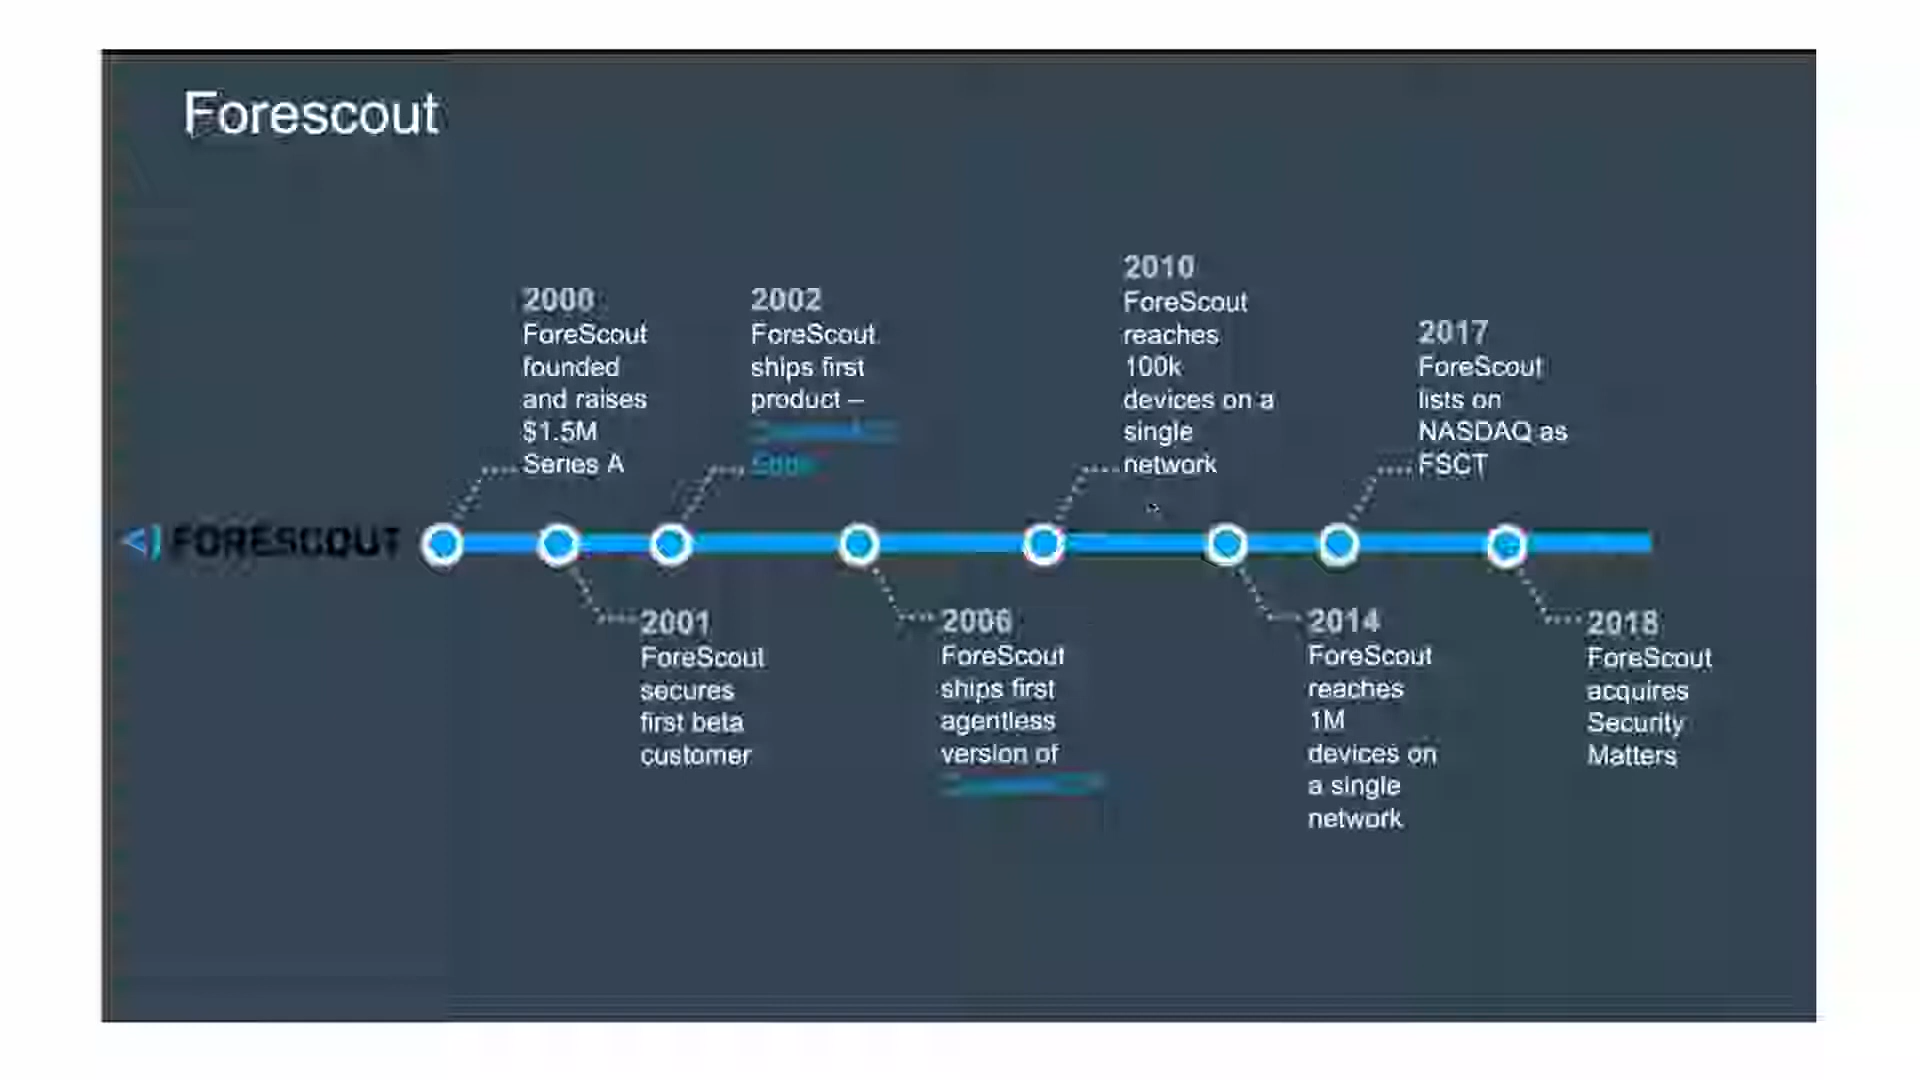 Forescout
2000
ForeScout
founded
and raises
$1.5M
Series A
2002
ForeScout
ships first
product –
2010
ForeScout
reaches
100k
devices on a
single
network
2017
ForeScout
lists on
NASDAQ as
FSCT
FORESCOUT
2001
ForeScout
secures
first beta
customer
2006
ForeScout
ships first
agentless
version of
2014
ForeScout
reaches
1M
devices on
a single
network
2018
ForeScout
acquires
Security
Matters